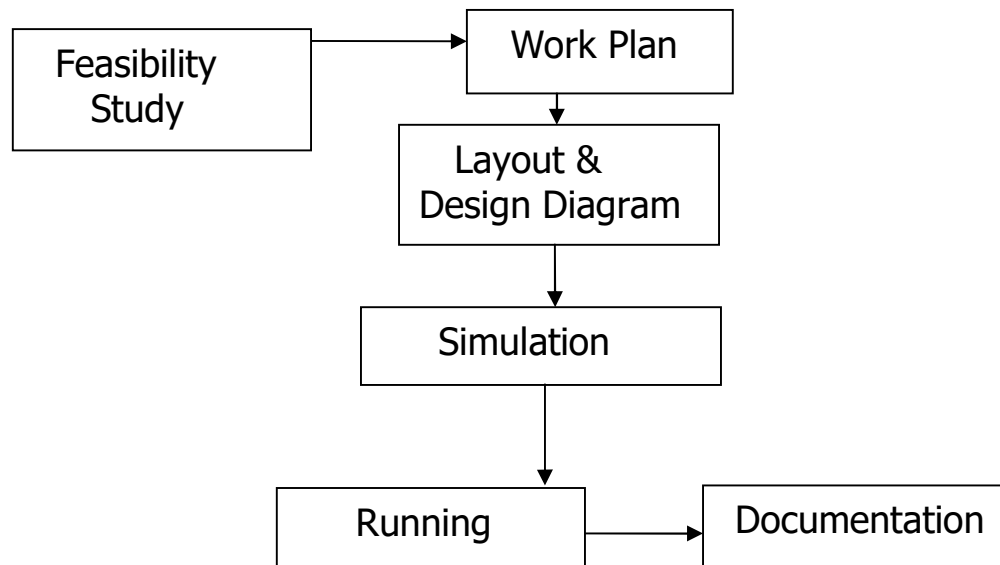 Feasibility
Study
Work Plan
Layout &
Design Diagram
Simulation
Running
Documentation